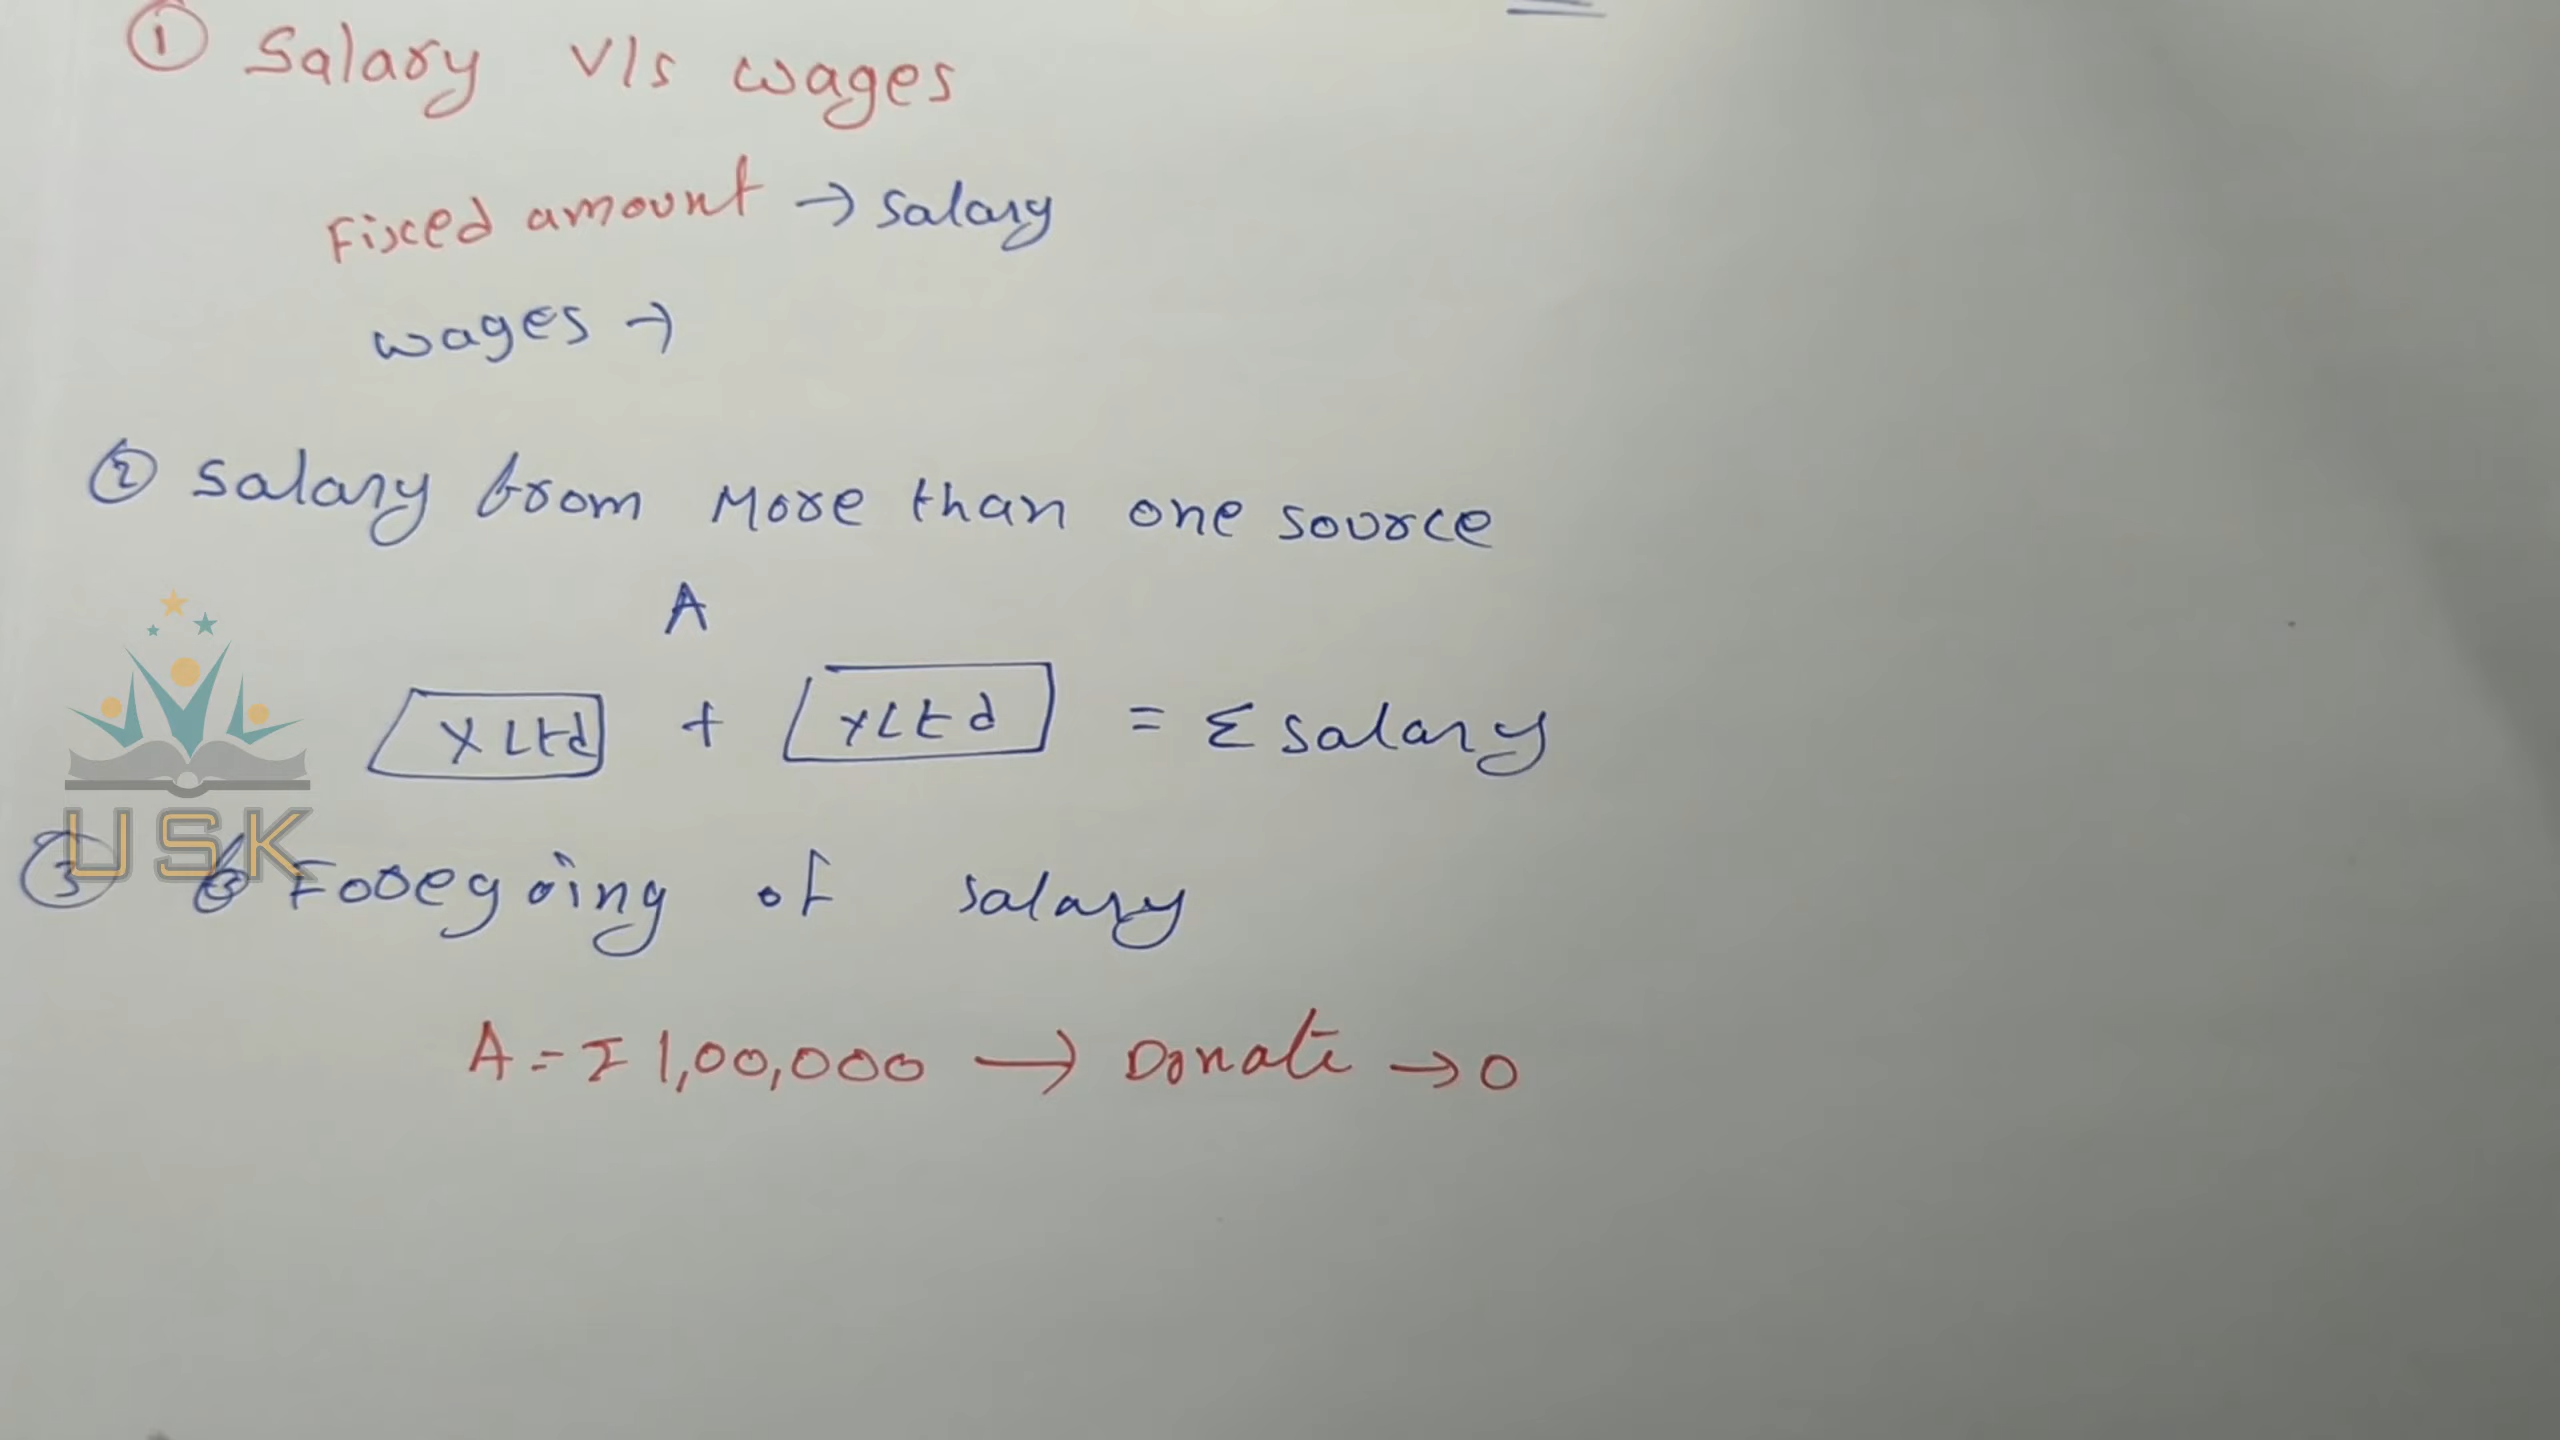 ① Salary V/s wages
Fixed amount → salary
wages →
② salary from More than one source
A
X Ltd + Y Ltd = Σ salary
USK
③ Foregoing of salary
A = ₹ 1,00,000 → Donate → 0